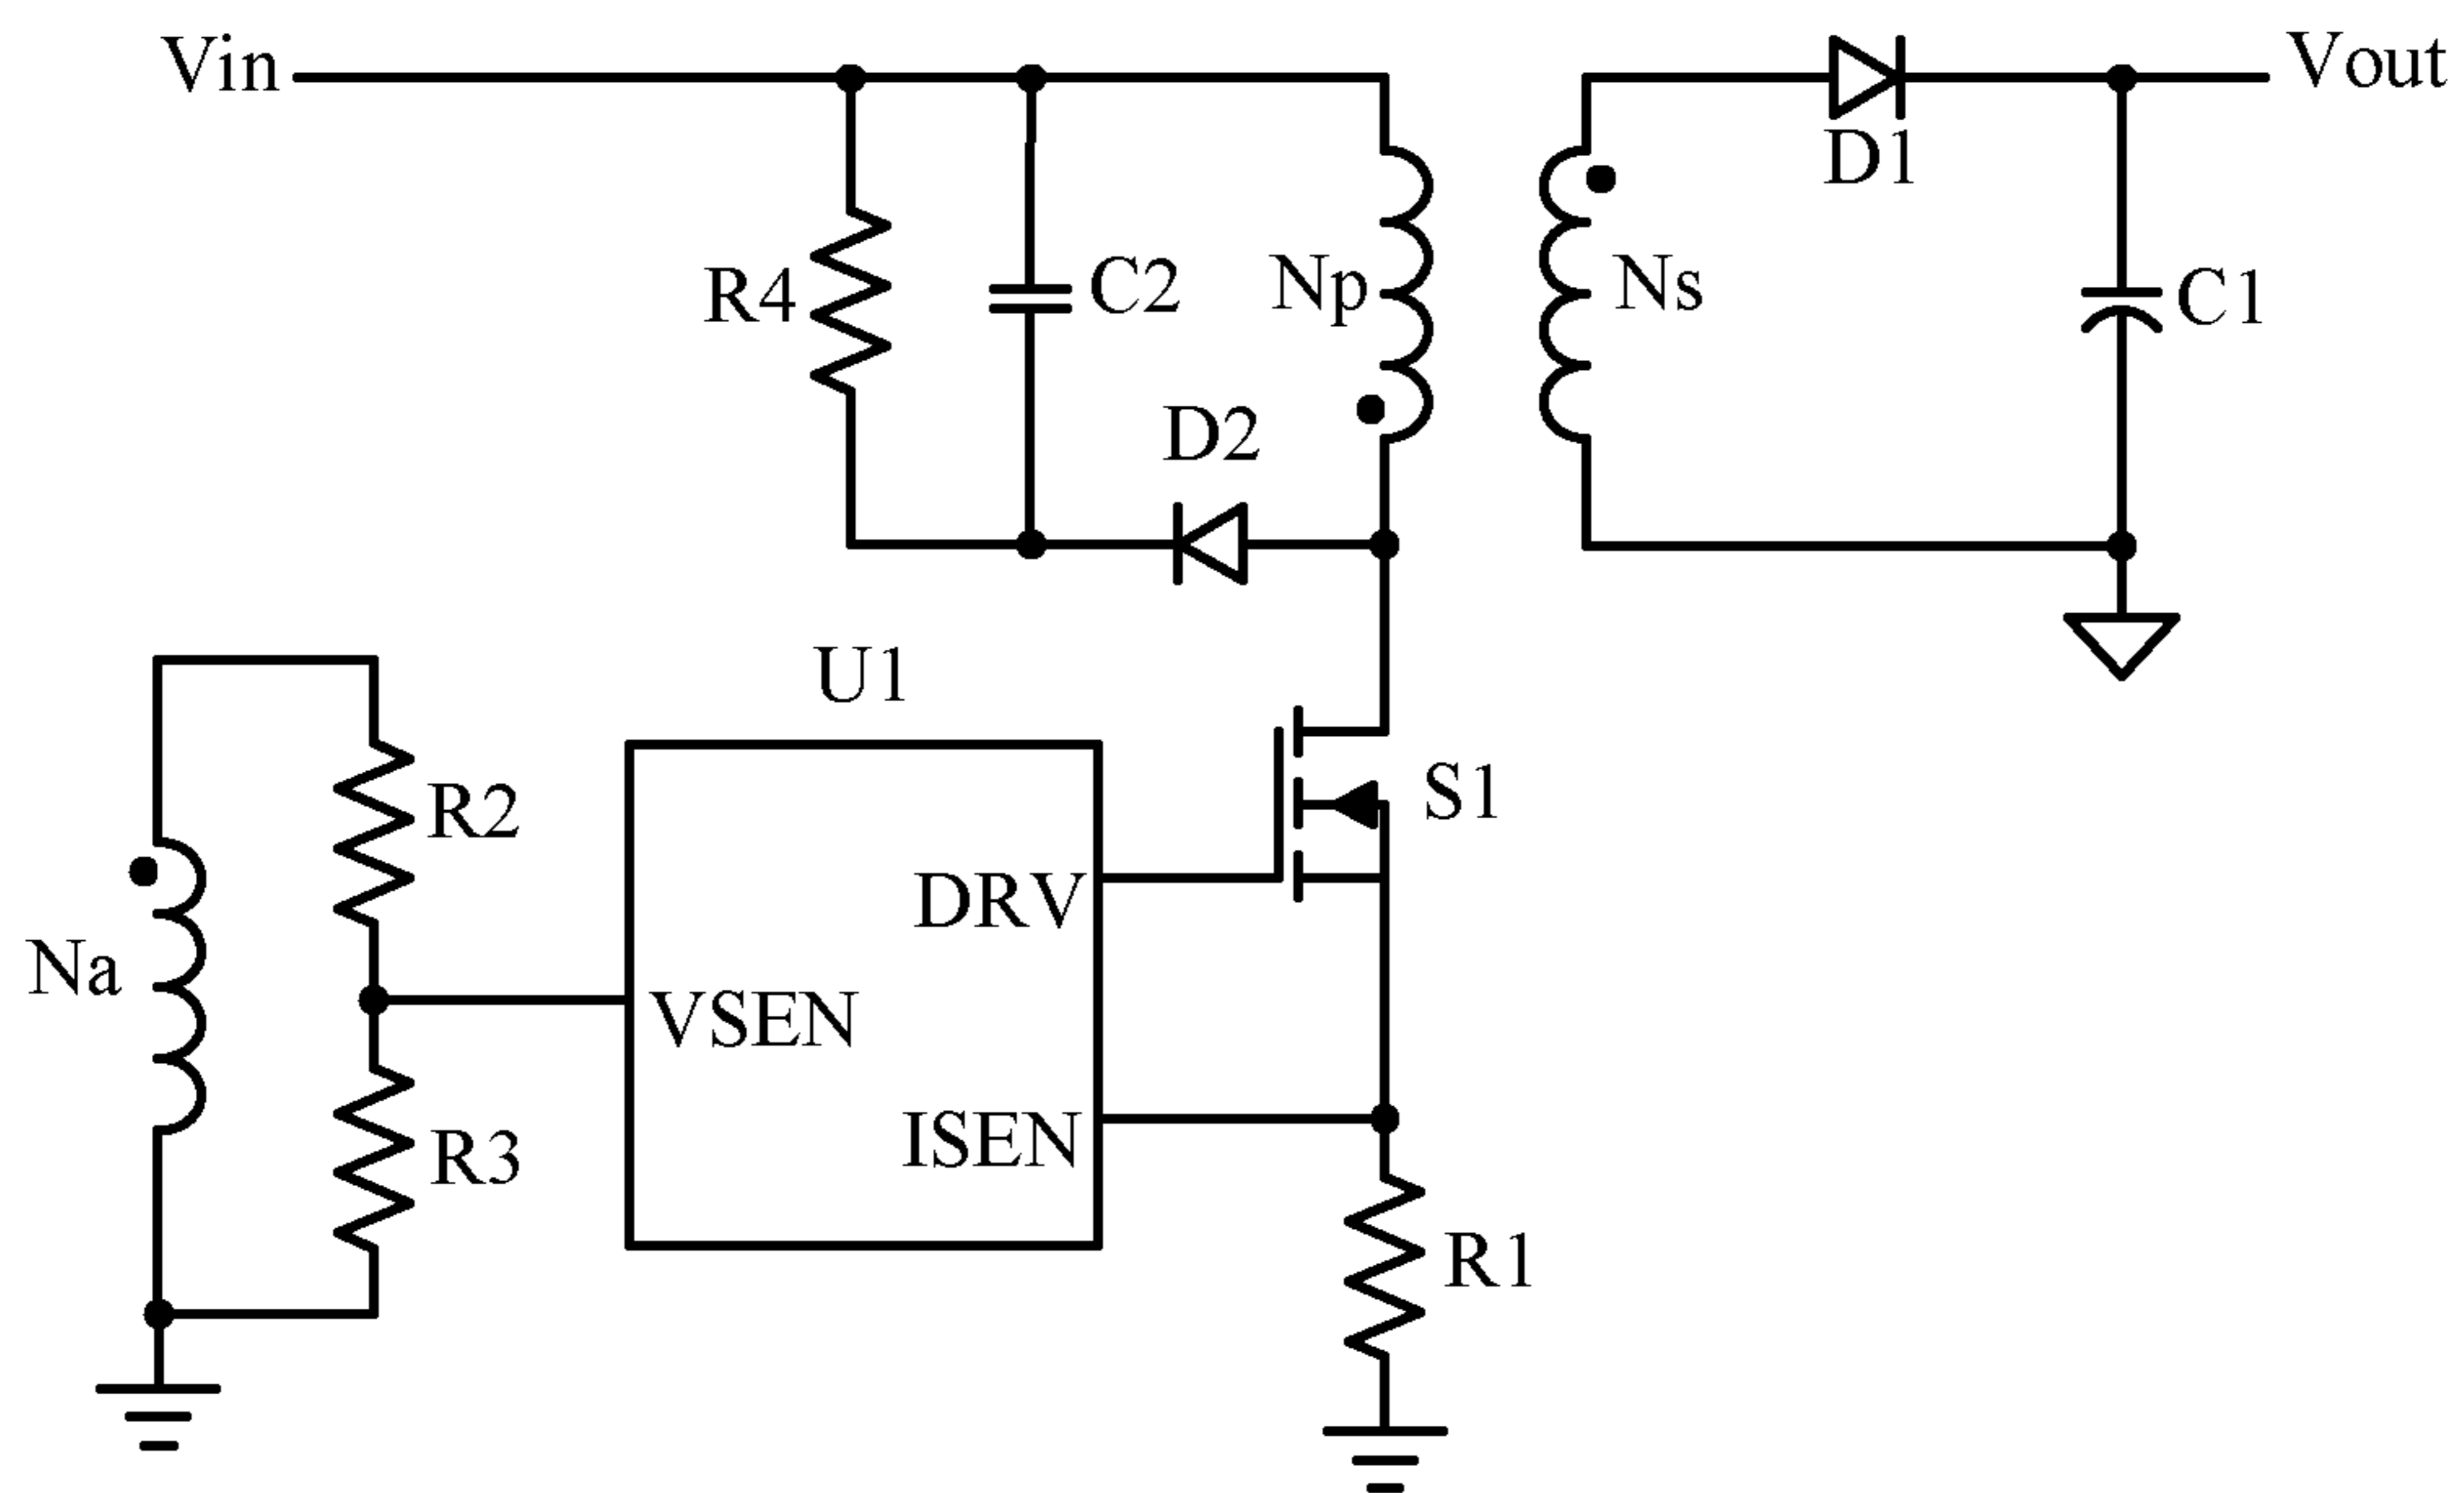 Vin
Vout
D1
R4
C2
Np
Ns
C1
D2
U1
R2
S1
DRV
Na
VSEN
R3
ISEN
R1